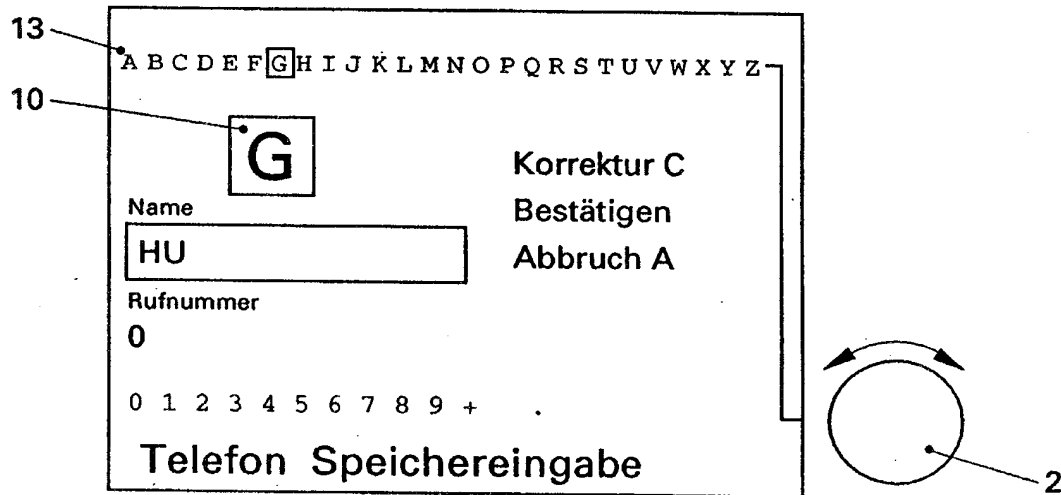 13
A B C D E F G H I J K L M N O P Q R S T U V W X Y Z
10
G
Korrektur C
Name
Bestätigen
HU
Abbruch A
Rufnummer
0
0 1 2 3 4 5 6 7 8 9 + .
Telefon Speichereingabe
2